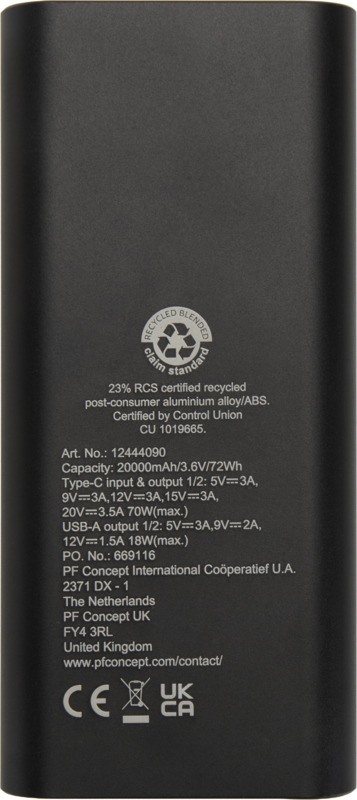 RECYCLED BLENDED
claim standard
23% RCS certified recycled
post-consumer aluminium alloy/ABS.
Certified by Control Union
CU 1019665.
Art. No.: 12444090
Capacity: 20000mAh/3.6V/72Wh
Type-C input & output 1/2: 5V⎓3A,
9V⎓3A,12V⎓3A,15V⎓3A,
20V⎓3.5A 70W(max.)
USB-A output 1/2: 5V⎓3A,9V⎓2A,
12V⎓1.5A 18W(max.)
PO. No.: 669116
PF Concept International Coöperatief U.A.
2371 DX - 1
The Netherlands
PF Concept UK
FY4 3RL
United Kingdom
www.pfconcept.com/contact/
CE UK
CA